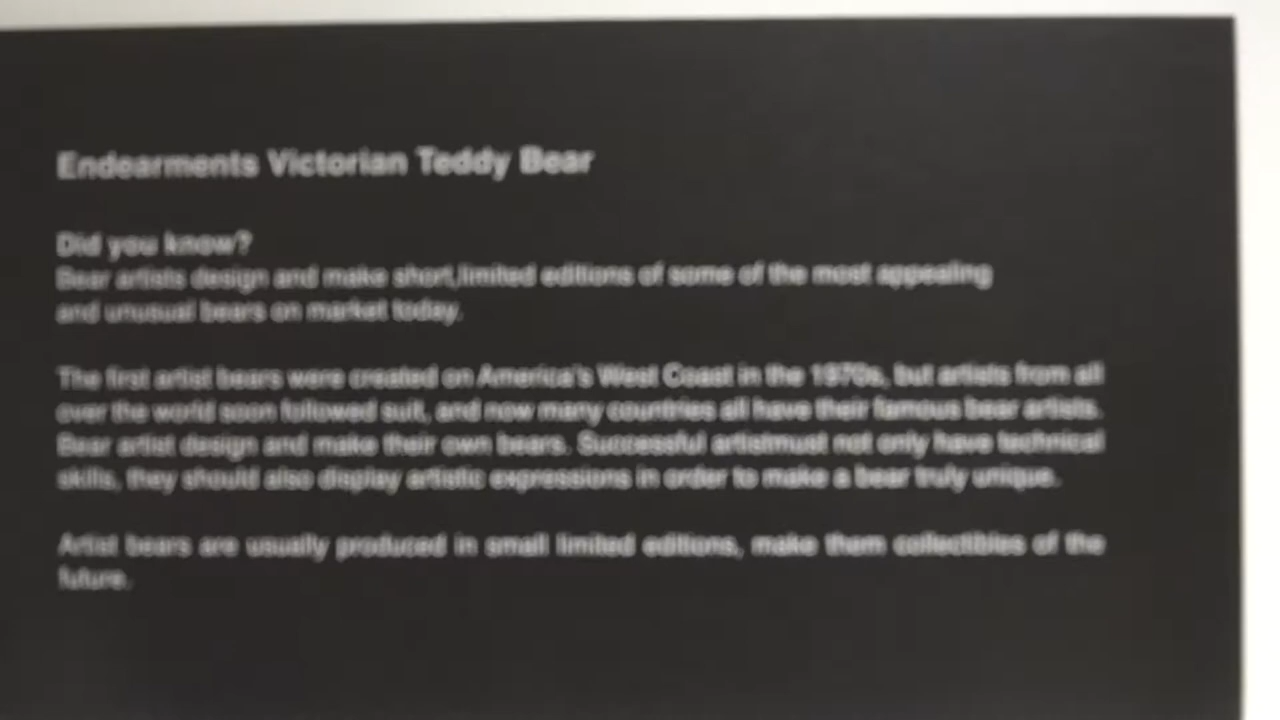 Endearments Victorian Teddy Bear
Did you know?
Bear artists design and make short,limited editions of some of the most appealing
and unusual bears on market today.
The first artist bears were created on America's West Coast in the 1970s, but artists from all
over the world soon followed suit, and now many countries all have their famous bear artists.
Bear artist design and make their own bears. Successful artistmust not only have technical
skills, they should also display artistic expressions in order to make a bear truly unique.
Artist bears are usually produced in small limited editions, make them collectibles of the
future.